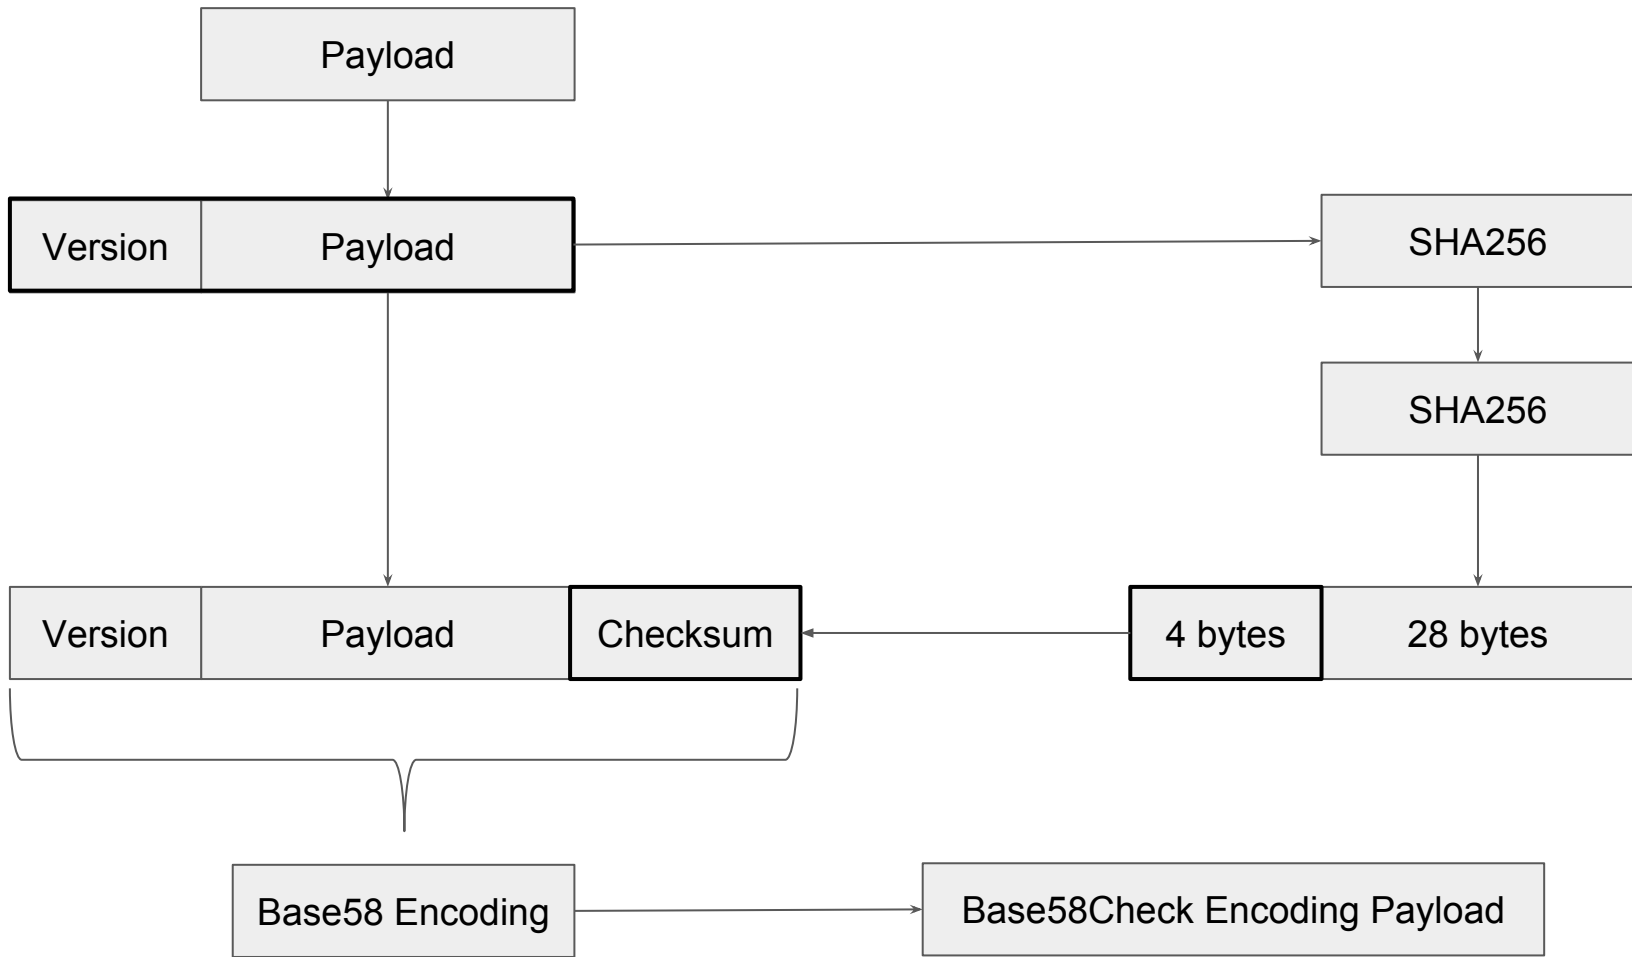 Payload
Version
Payload
SHA256
SHA256
Version
Payload
Checksum
4 bytes
28 bytes
Base58 Encoding
Base58Check Encoding Payload